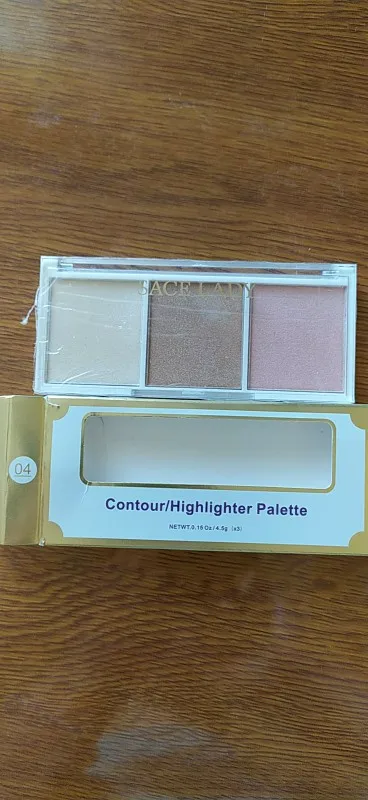 SACE LADY
04
Contour/Highlighter Palette
NETWT.0.16 Oz/4.5g (x3)